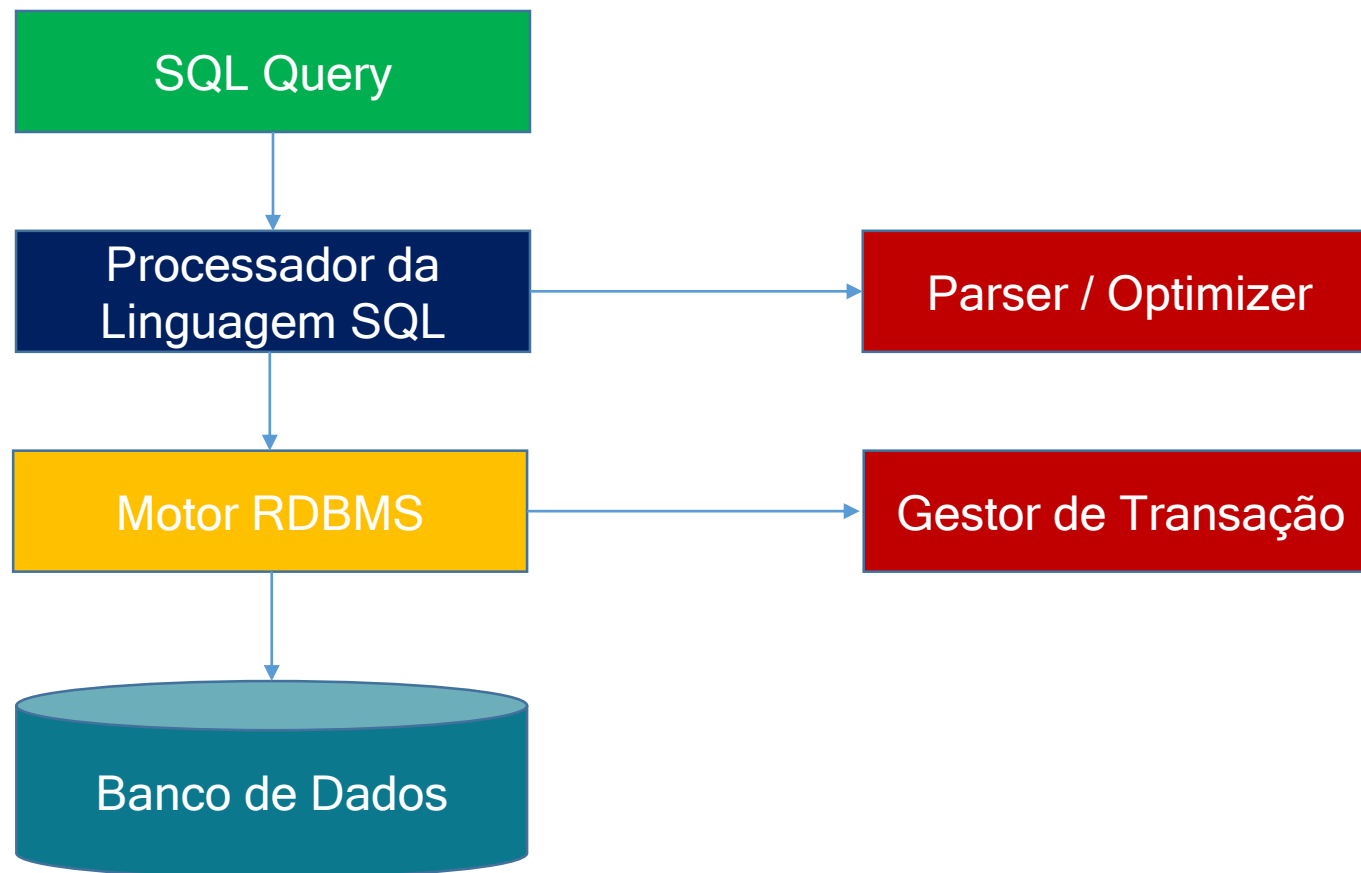 SQL Query
Processador da
Linguagem SQL
Parser / Optimizer
Motor RDBMS
Gestor de Transação
Banco de Dados